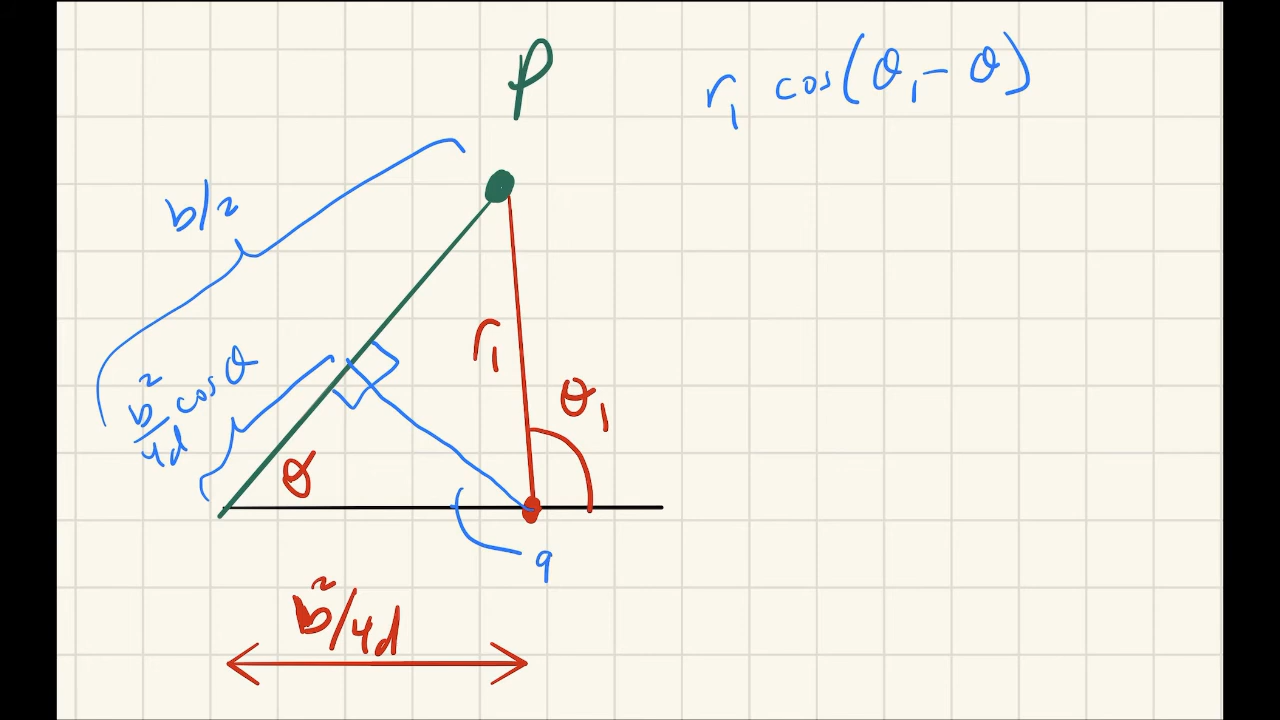 P
r₁ cos(θ₁ - θ)
b/2
b²/4d cos θ
r₁
θ₁
θ
q
b²/4d